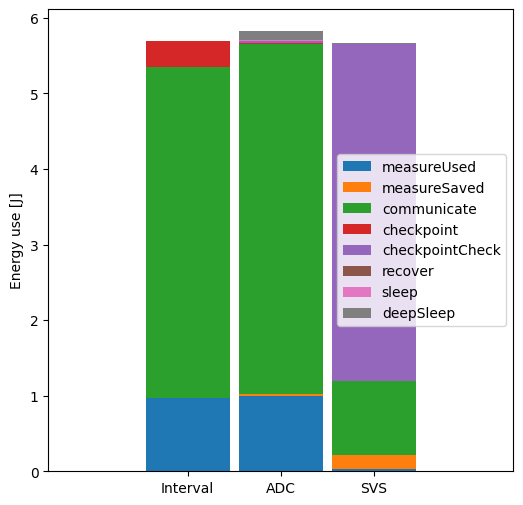 6
5
4
3
2
1
0
Energy use [J]
measureUsed
measureSaved
communicate
checkpoint
checkpointCheck
recover
sleep
deepSleep
Interval ADC SVS